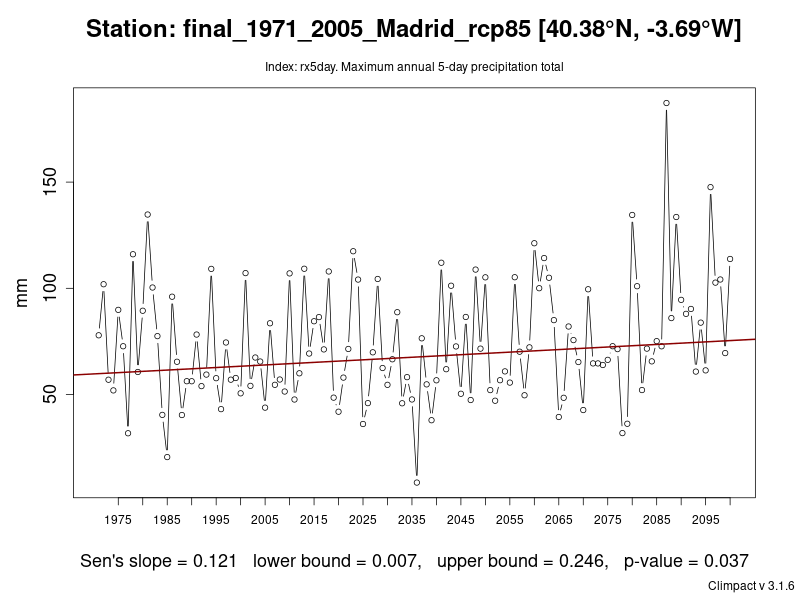 Station: final_1971_2005_Madrid_rcp85 [40.38°N, -3.69°W]
Index: rx5day. Maximum annual 5-day precipitation total
mm
150
100
50
1975 1985 1995 2005 2015 2025 2035 2045 2055 2065 2075 2085 2095
Sen's slope = 0.121 lower bound = 0.007, upper bound = 0.246, p-value = 0.037
Climpact v 3.1.6